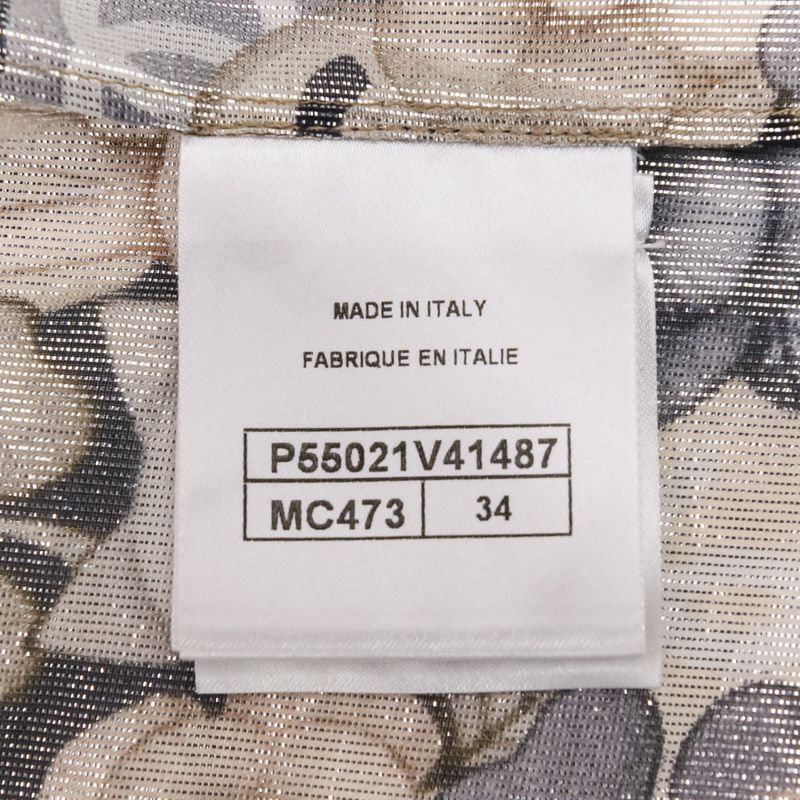 MADE IN ITALY
FABRIQUE EN ITALIE
P55021V41487
MC473 34